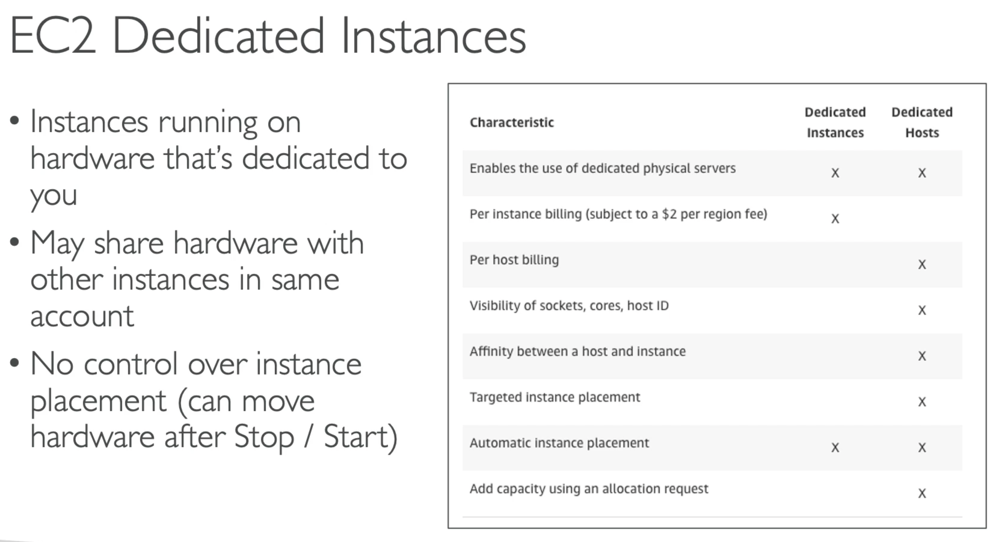 EC2 Dedicated Instances
• Instances running on
hardware that’s dedicated to
you
• May share hardware with
other instances in same
account
• No control over instance
placement (can move
hardware after Stop / Start)
Characteristic Dedicated Instances Dedicated Hosts
Enables the use of dedicated physical servers X X
Per instance billing (subject to a $2 per region fee) X
Per host billing X
Visibility of sockets, cores, host ID X
Affinity between a host and instance X
Targeted instance placement X
Automatic instance placement X X
Add capacity using an allocation request X